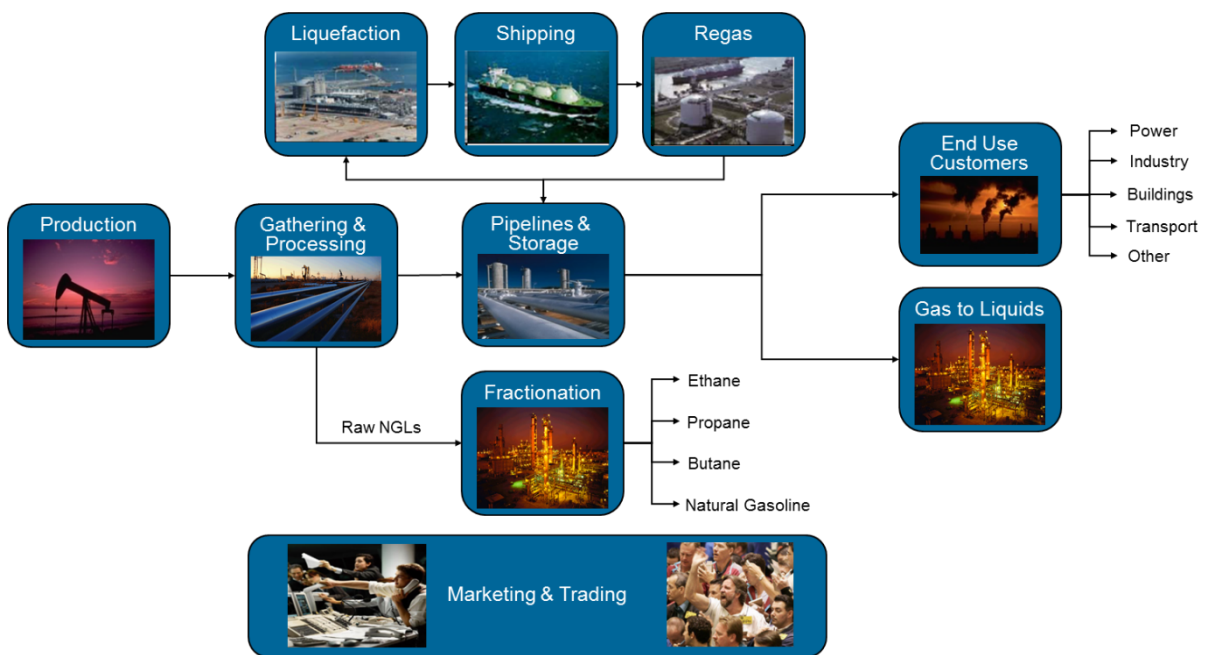 Liquefaction
Shipping
Regas
End Use
Customers
Power
Industry
Buildings
Transport
Other
Production
Gathering &
Processing
Pipelines &
Storage
Gas to Liquids
Fractionation
Raw NGLs
Ethane
Propane
Butane
Natural Gasoline
Marketing & Trading